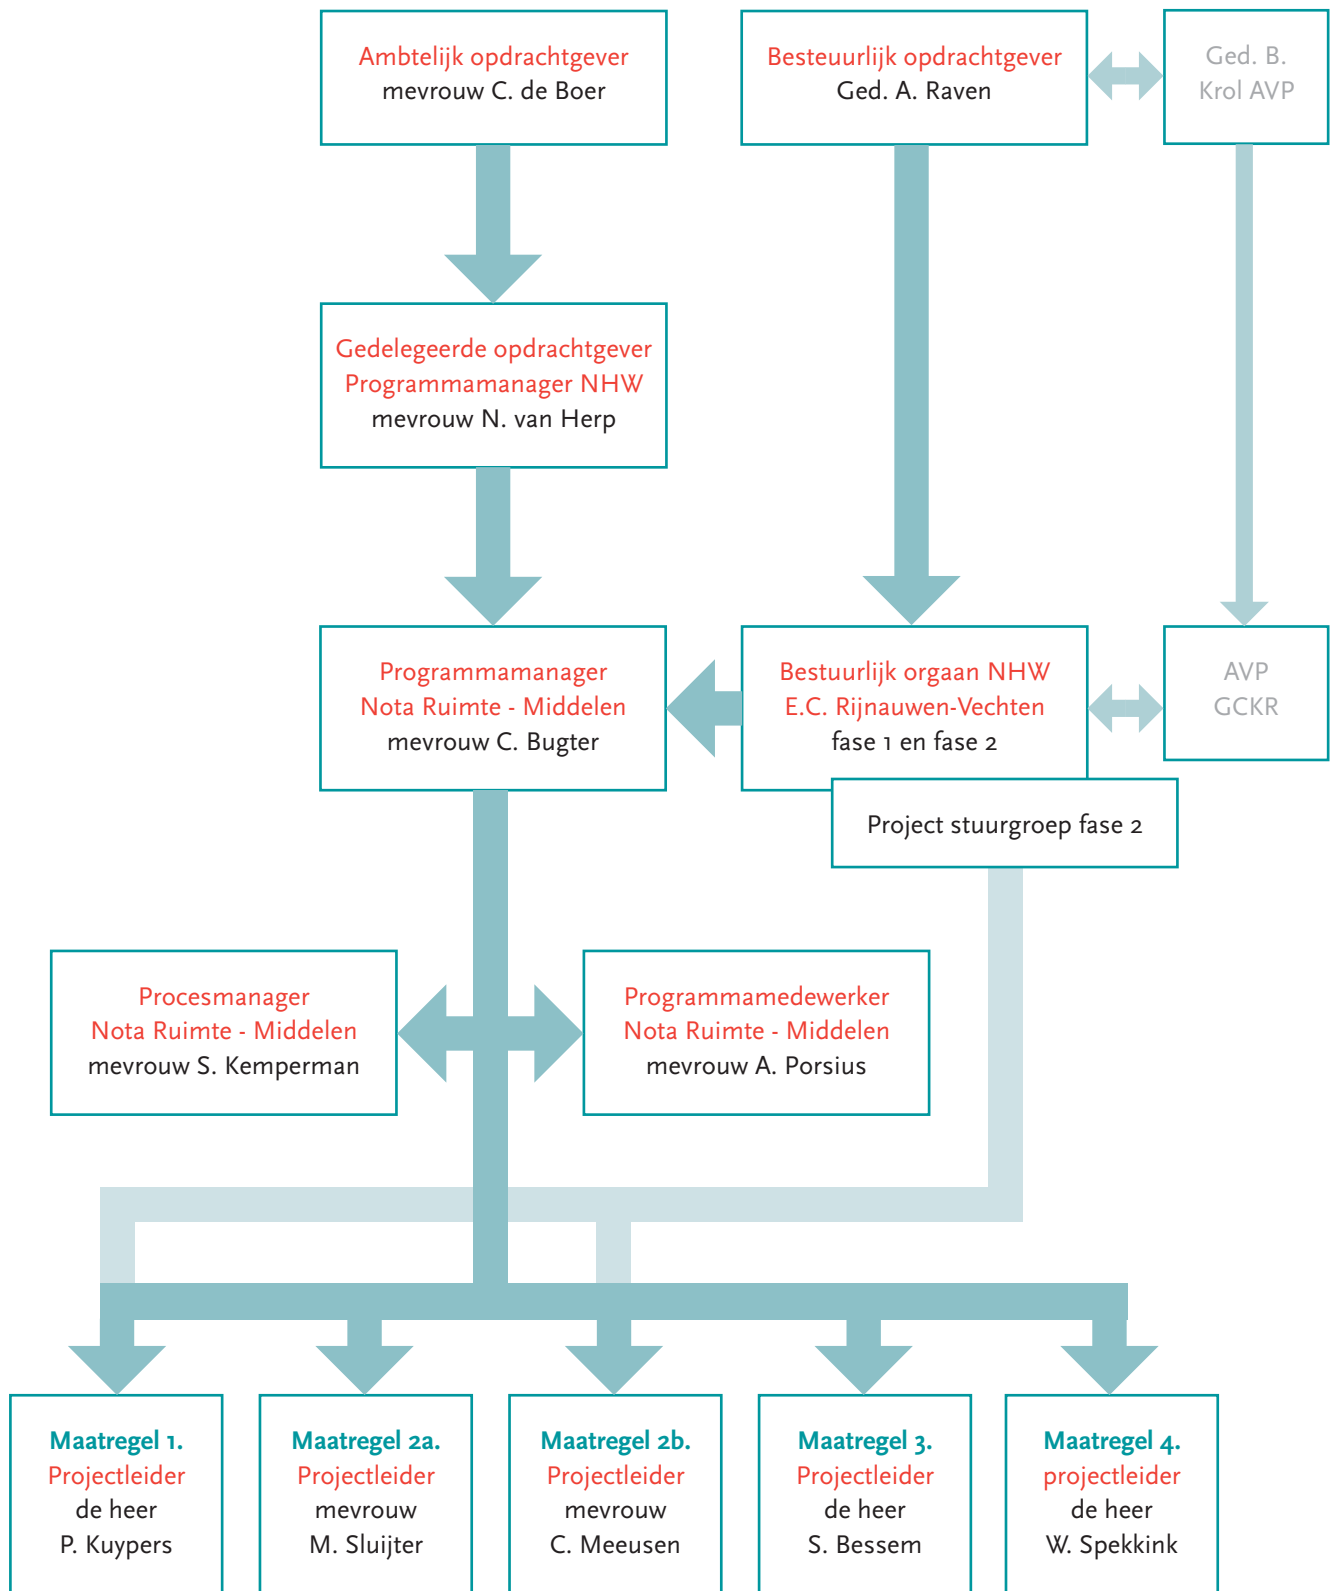 Ambtelijk opdrachtgever
mevrouw C. de Boer
Besteuurlijk opdrachtgever
Ged. A. Raven
Ged. B.
Krol AVP
Gedelegeerde opdrachtgever
Programmamanager NHW
mevrouw N. van Herp
Programmamanager
Nota Ruimte - Middelen
mevrouw C. Bugter
Bestuurlijk orgaan NHW
E.C. Rijnauwen-Vechten
fase 1 en fase 2
AVP
GCKR
Project stuurgroep fase 2
Procesmanager
Nota Ruimte - Middelen
mevrouw S. Kemperman
Programmamedewerker
Nota Ruimte - Middelen
mevrouw A. Porsius
Maatregel 1.
Projectleider
de heer
P. Kuypers
Maatregel 2a.
Projectleider
mevrouw
M. Sluijter
Maatregel 2b.
Projectleider
mevrouw
C. Meeusen
Maatregel 3.
Projectleider
de heer
S. Bessem
Maatregel 4.
projectleider
de heer
W. Spekkink